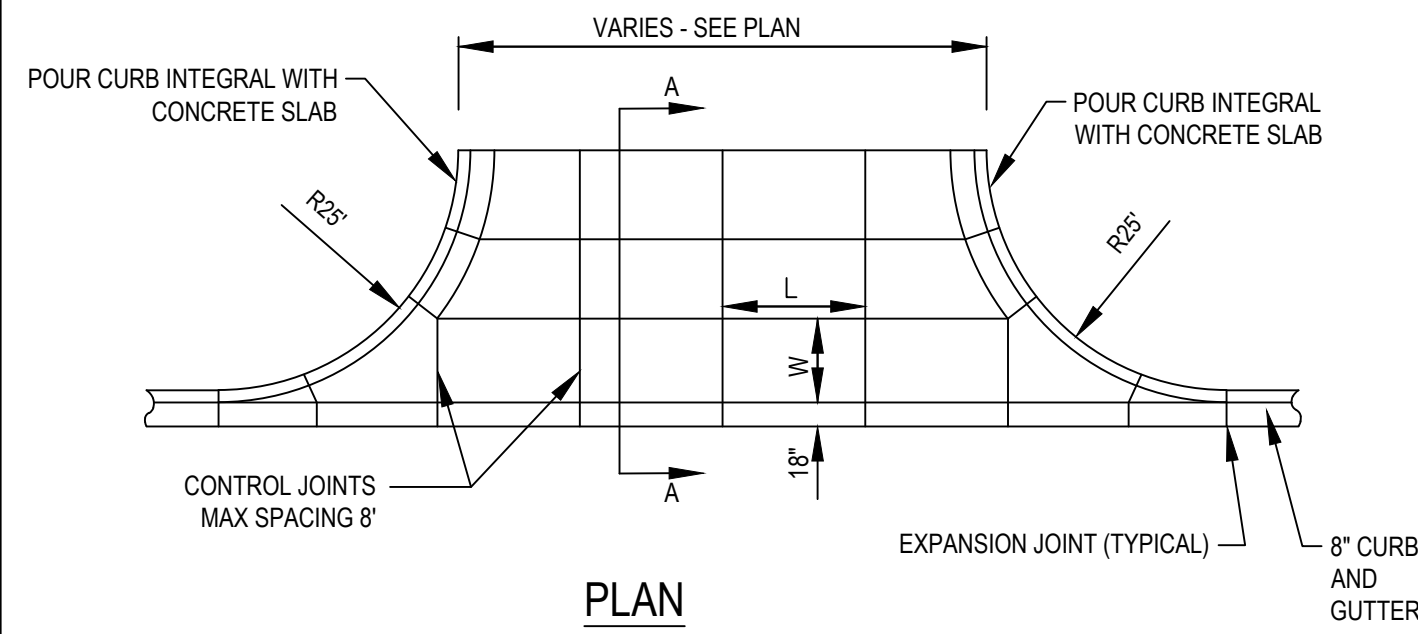 VARIES - SEE PLAN
POUR CURB INTEGRAL WITH
CONCRETE SLAB
A
POUR CURB INTEGRAL
WITH CONCRETE SLAB
R25'
R25'
L
W
18"
CONTROL JOINTS
MAX SPACING 8'
A
EXPANSION JOINT (TYPICAL)
8" CURB
AND
GUTTER
PLAN